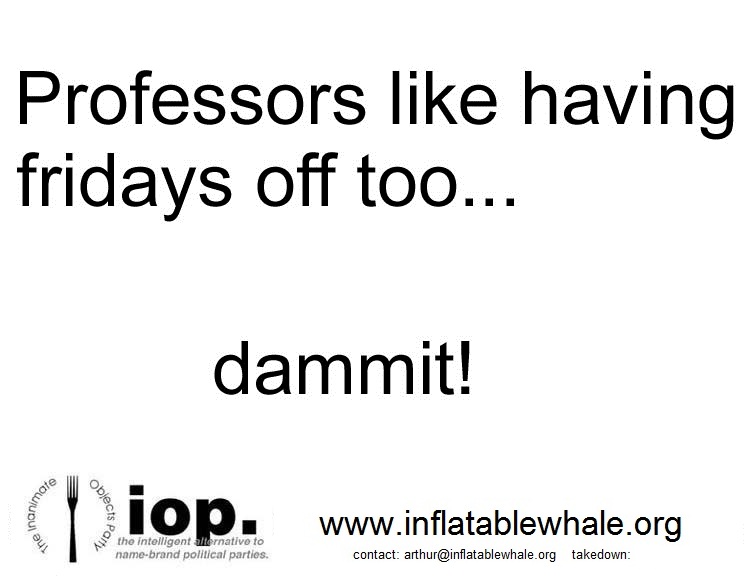 Professors like having
fridays off too...
dammit!
The Inanimate Objects Party
iop.
the intelligent alternative to
name-brand political parties.
www.inflatablewhale.org
contact: arthur@inflatablewhale.org takedown: